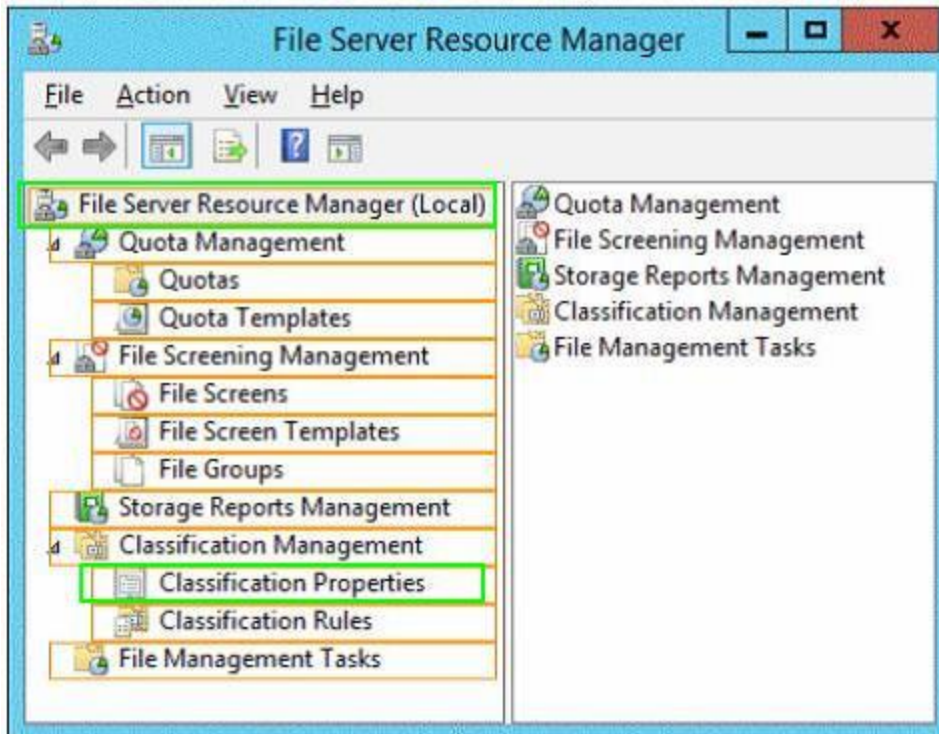 File Server Resource Manager
File Action View Help
File Server Resource Manager (Local)
Quota Management
Quotas
Quota Templates
File Screening Management
File Screens
File Screen Templates
File Groups
Storage Reports Management
Classification Management
Classification Properties
Classification Rules
File Management Tasks
Quota Management
File Screening Management
Storage Reports Management
Classification Management
File Management Tasks